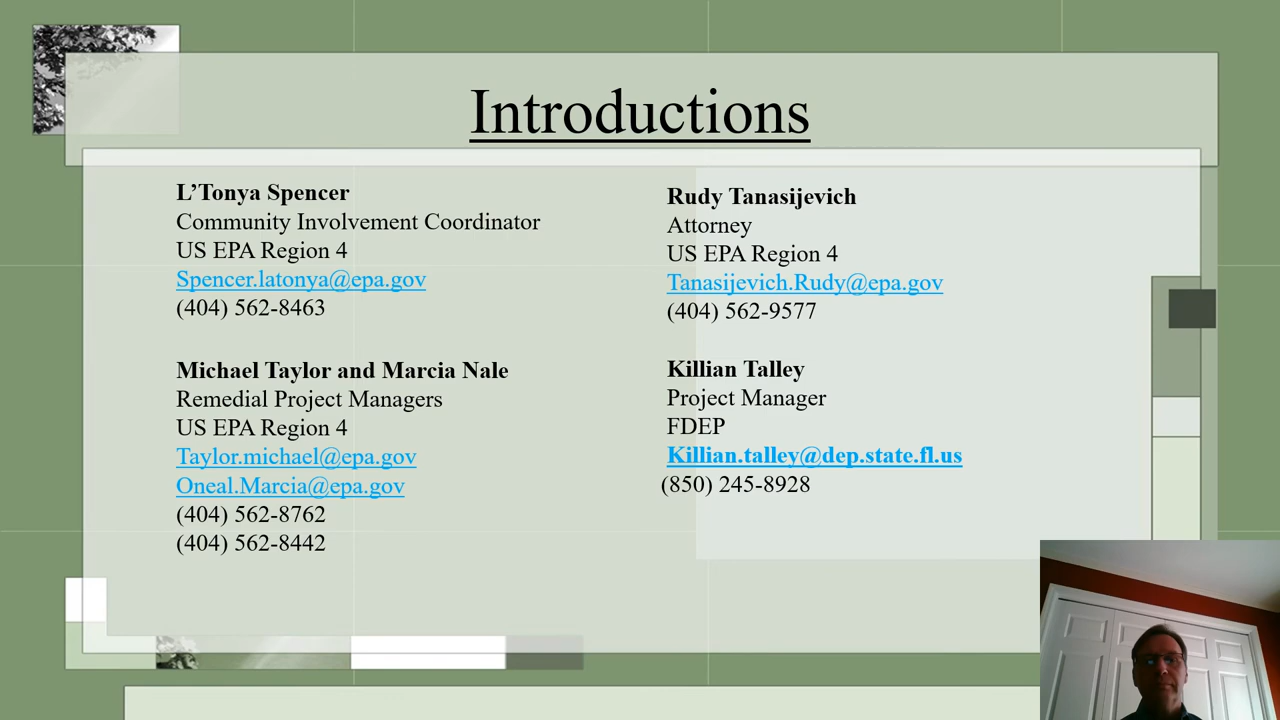 Introductions
L’Tonya Spencer
Community Involvement Coordinator
US EPA Region 4
Spencer.latonya@epa.gov
(404) 562-8463
Michael Taylor and Marcia Nale
Remedial Project Managers
US EPA Region 4
Taylor.michael@epa.gov
Oneal.Marcia@epa.gov
(404) 562-8762
(404) 562-8442
Rudy Tanasijevich
Attorney
US EPA Region 4
Tanasijevich.Rudy@epa.gov
(404) 562-9577
Killian Talley
Project Manager
FDEP
Killian.talley@dep.state.fl.us
(850) 245-8928